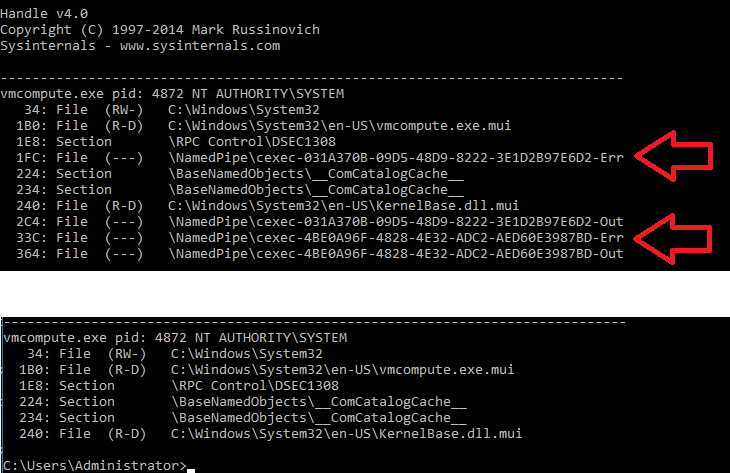 Handle v4.0
Copyright (C) 1997-2014 Mark Russinovich
Sysinternals - www.sysinternals.com
------------------------------------------------------------------------------
vmcompute.exe pid: 4872 NT AUTHORITY\SYSTEM
34: File  (RW-)   C:\Windows\System32
1B0: File  (R-D)   C:\Windows\System32\en-US\vmcompute.exe.mui
1E8: Section       \RPC Control\DSEC1308
1FC: File  (---)   \NamedPipe\cexec-031A370B-09D5-48D9-8222-3E1D2B97E6D2-Err
224: Section       \BaseNamedObjects\__ComCatalogCache__
234: Section       \BaseNamedObjects\__ComCatalogCache__
240: File  (R-D)   C:\Windows\System32\en-US\KernelBase.dll.mui
2C4: File  (---)   \NamedPipe\cexec-031A370B-09D5-48D9-8222-3E1D2B97E6D2-Out
33C: File  (---)   \NamedPipe\cexec-4BE0A96F-4828-4E32-ADC2-AED60E3987BD-Err
364: File  (---)   \NamedPipe\cexec-4BE0A96F-4828-4E32-ADC2-AED60E3987BD-Out
------------------------------------------------------------------------------
vmcompute.exe pid: 4872 NT AUTHORITY\SYSTEM
34: File  (RW-)   C:\Windows\System32
1B0: File  (R-D)   C:\Windows\System32\en-US\vmcompute.exe.mui
1E8: Section       \RPC Control\DSEC1308
224: Section       \BaseNamedObjects\__ComCatalogCache__
234: Section       \BaseNamedObjects\__ComCatalogCache__
240: File  (R-D)   C:\Windows\System32\en-US\KernelBase.dll.mui
C:\Users\Administrator>